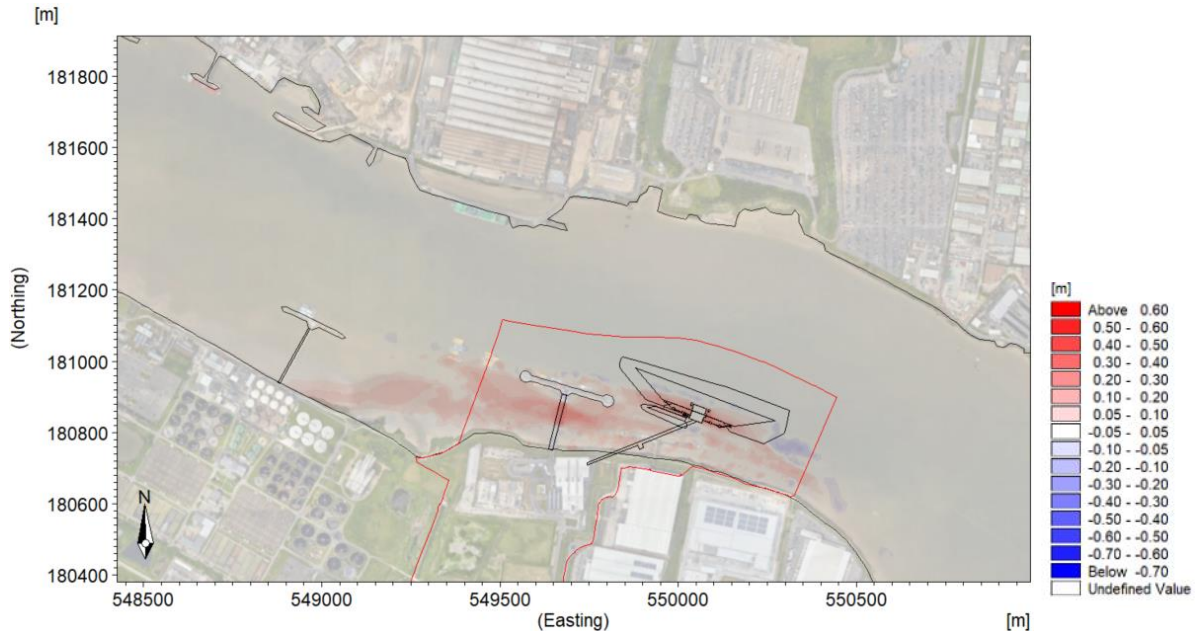 [m]
181800
181600
181400
181200
181000
180800
180600
180400
(Northing)
N
548500 549000 549500 550000 550500
(Easting) [m]
[m]
Above 0.60
0.50 - 0.60
0.40 - 0.50
0.30 - 0.40
0.20 - 0.30
0.10 - 0.20
0.05 - 0.10
-0.05 - 0.05
-0.10 - -0.05
-0.20 - -0.10
-0.30 - -0.20
-0.40 - -0.30
-0.50 - -0.40
-0.60 - -0.50
-0.70 - -0.60
Below -0.70
Undefined Value